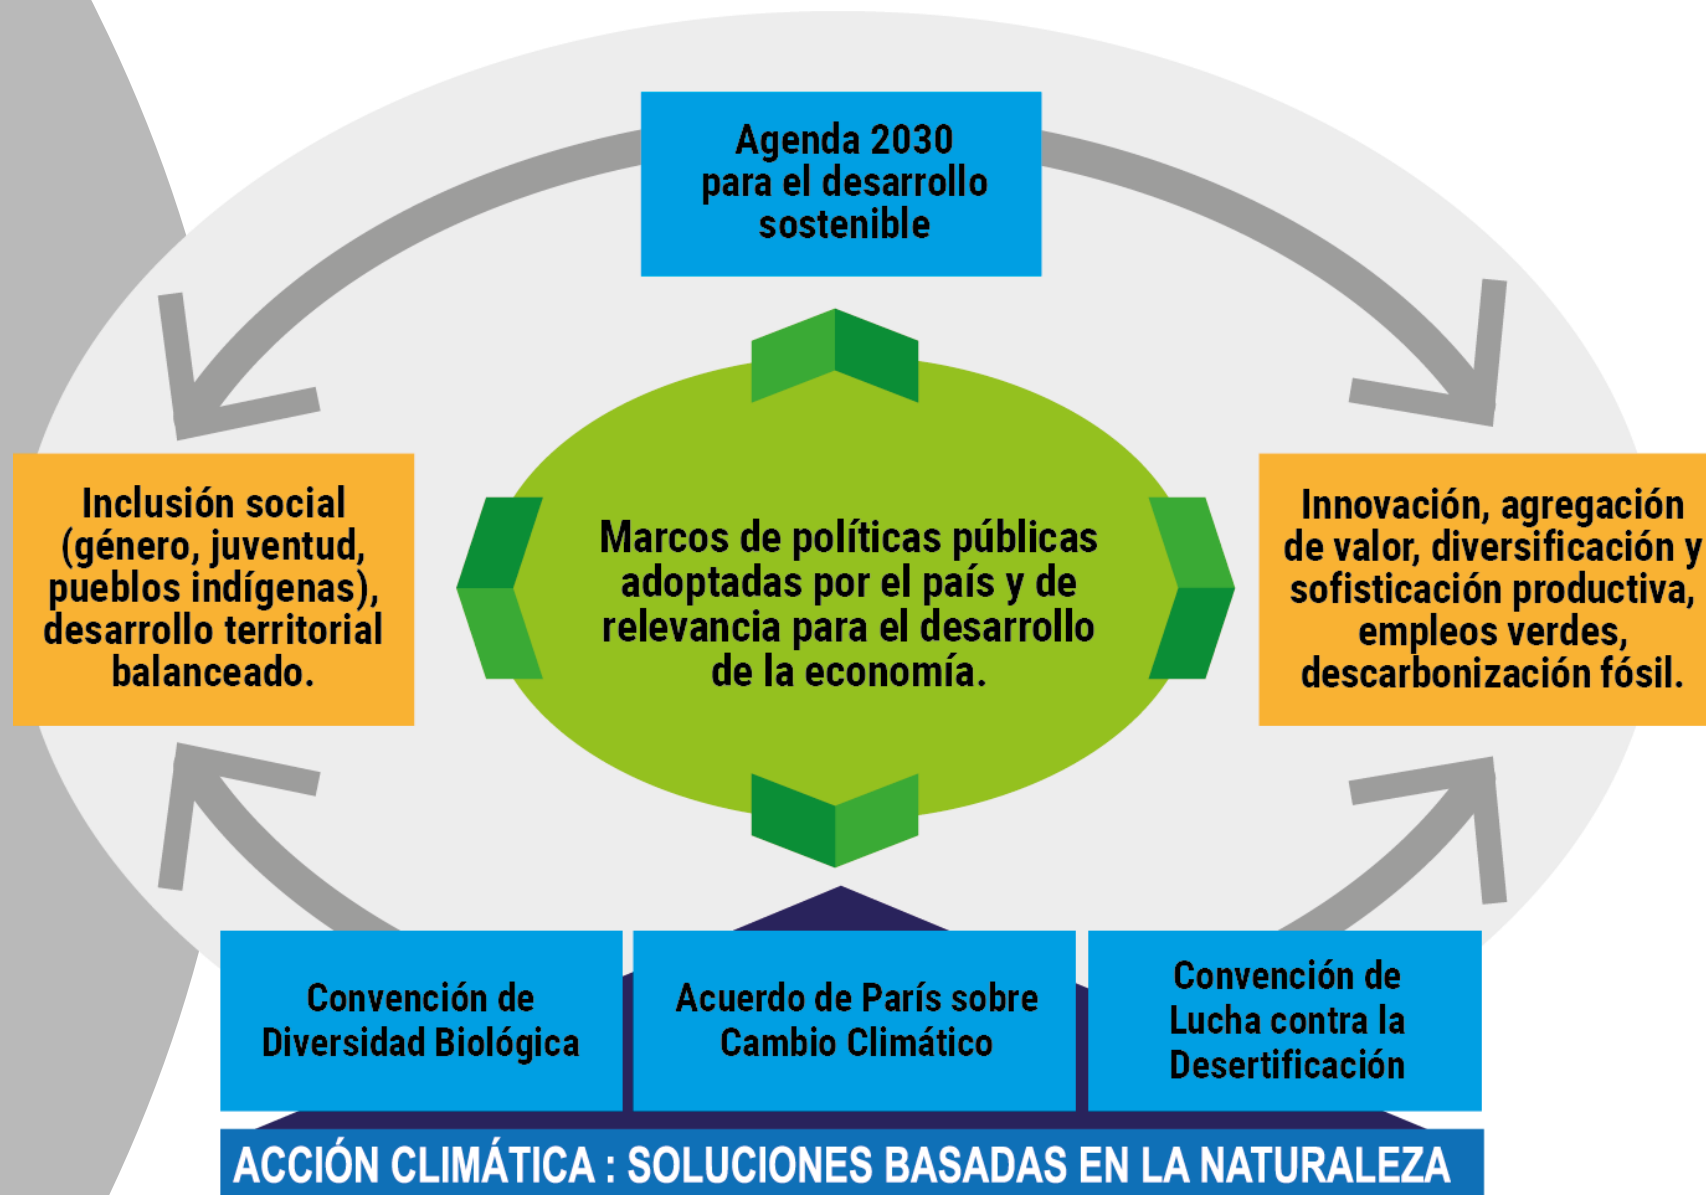 Agenda 2030
para el desarrollo
sostenible
Inclusión social
(género, juventud,
pueblos indígenas),
desarrollo territorial
balanceado.
Marcos de políticas públicas
adoptadas por el país y de
relevancia para el desarrollo
de la economía.
Innovación, agregación
de valor, diversificación y
sofisticación productiva,
empleos verdes,
descarbonización fósil.
Convención de
Diversidad Biológica
Acuerdo de París sobre
Cambio Climático
Convención de
Lucha contra la
Desertificación
ACCIÓN CLIMÁTICA : SOLUCIONES BASADAS EN LA NATURALEZA